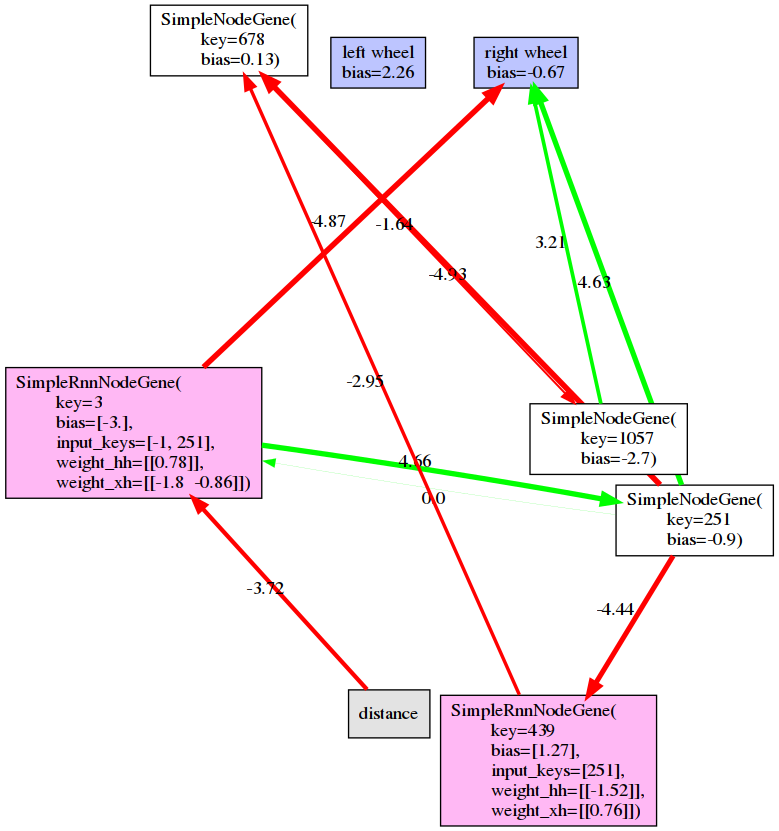 SimpleNodeGene(
key=678
bias=0.13)
left wheel
bias=2.26
right wheel
bias=-0.67
-4.87
-1.64
3.21
-4.93
4.63
-2.95
SimpleRnnNodeGene(
key=3
bias=[-3.],
input_keys=[-1, 251],
weight_hh=[[0.78]],
weight_xh=[[-1.8 -0.86]])
SimpleNodeGene(
key=1057
bias=-2.7)
4.66
0.0
SimpleNodeGene(
key=251
bias=-0.9)
-3.72
-4.44
distance
SimpleRnnNodeGene(
key=439
bias=[1.27],
input_keys=[251],
weight_hh=[[-1.52]],
weight_xh=[[0.76]])